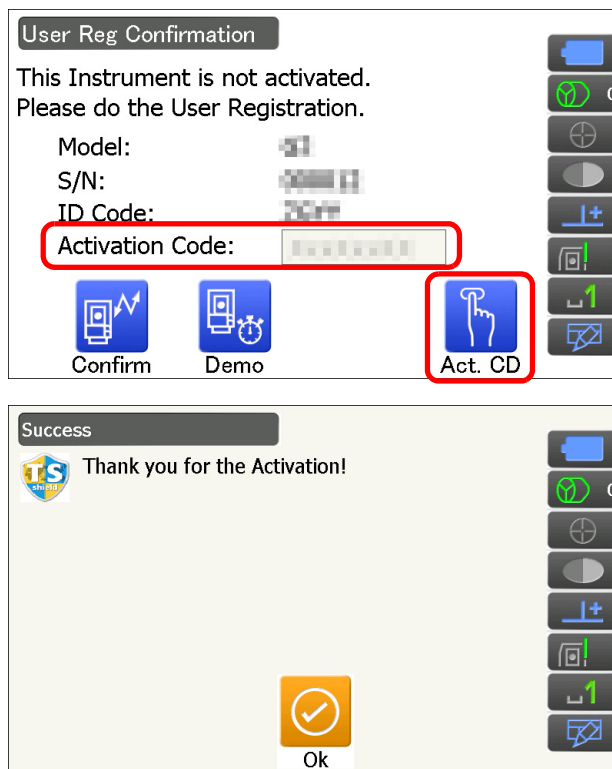 User Reg Confirmation
This Instrument is not activated.
Please do the User Registration.
Model:
S/N:
ID Code:
Activation Code:
Confirm Demo Act. CD
1
Success
TS
shield
Thank you for the Activation!
1
Ok